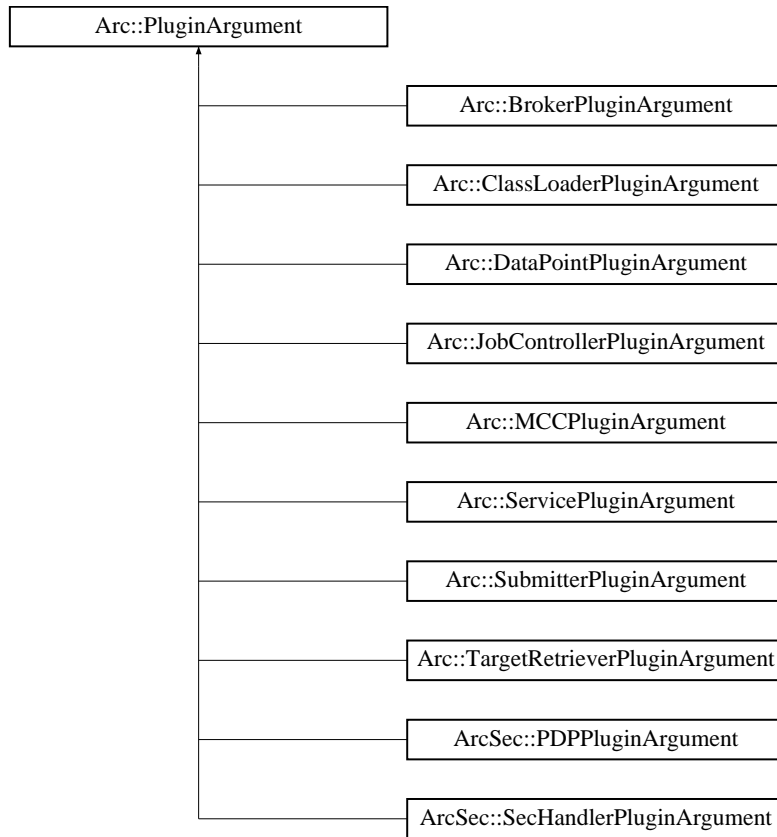 Arc::PluginArgument
Arc::BrokerPluginArgument
Arc::ClassLoaderPluginArgument
Arc::DataPointPluginArgument
Arc::JobControllerPluginArgument
Arc::MCCPluginArgument
Arc::ServicePluginArgument
Arc::SubmitterPluginArgument
Arc::TargetRetrieverPluginArgument
ArcSec::PDPPluginArgument
ArcSec::SecHandlerPluginArgument